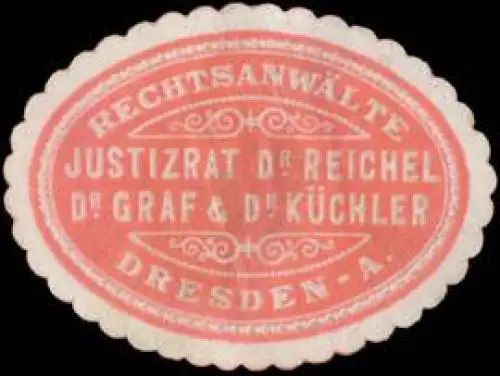 RECHTSANWÄLTE
JUSTIZRAT DR REICHEL
DR GRAF & DR KÜCHLER
DRESDEN-A.